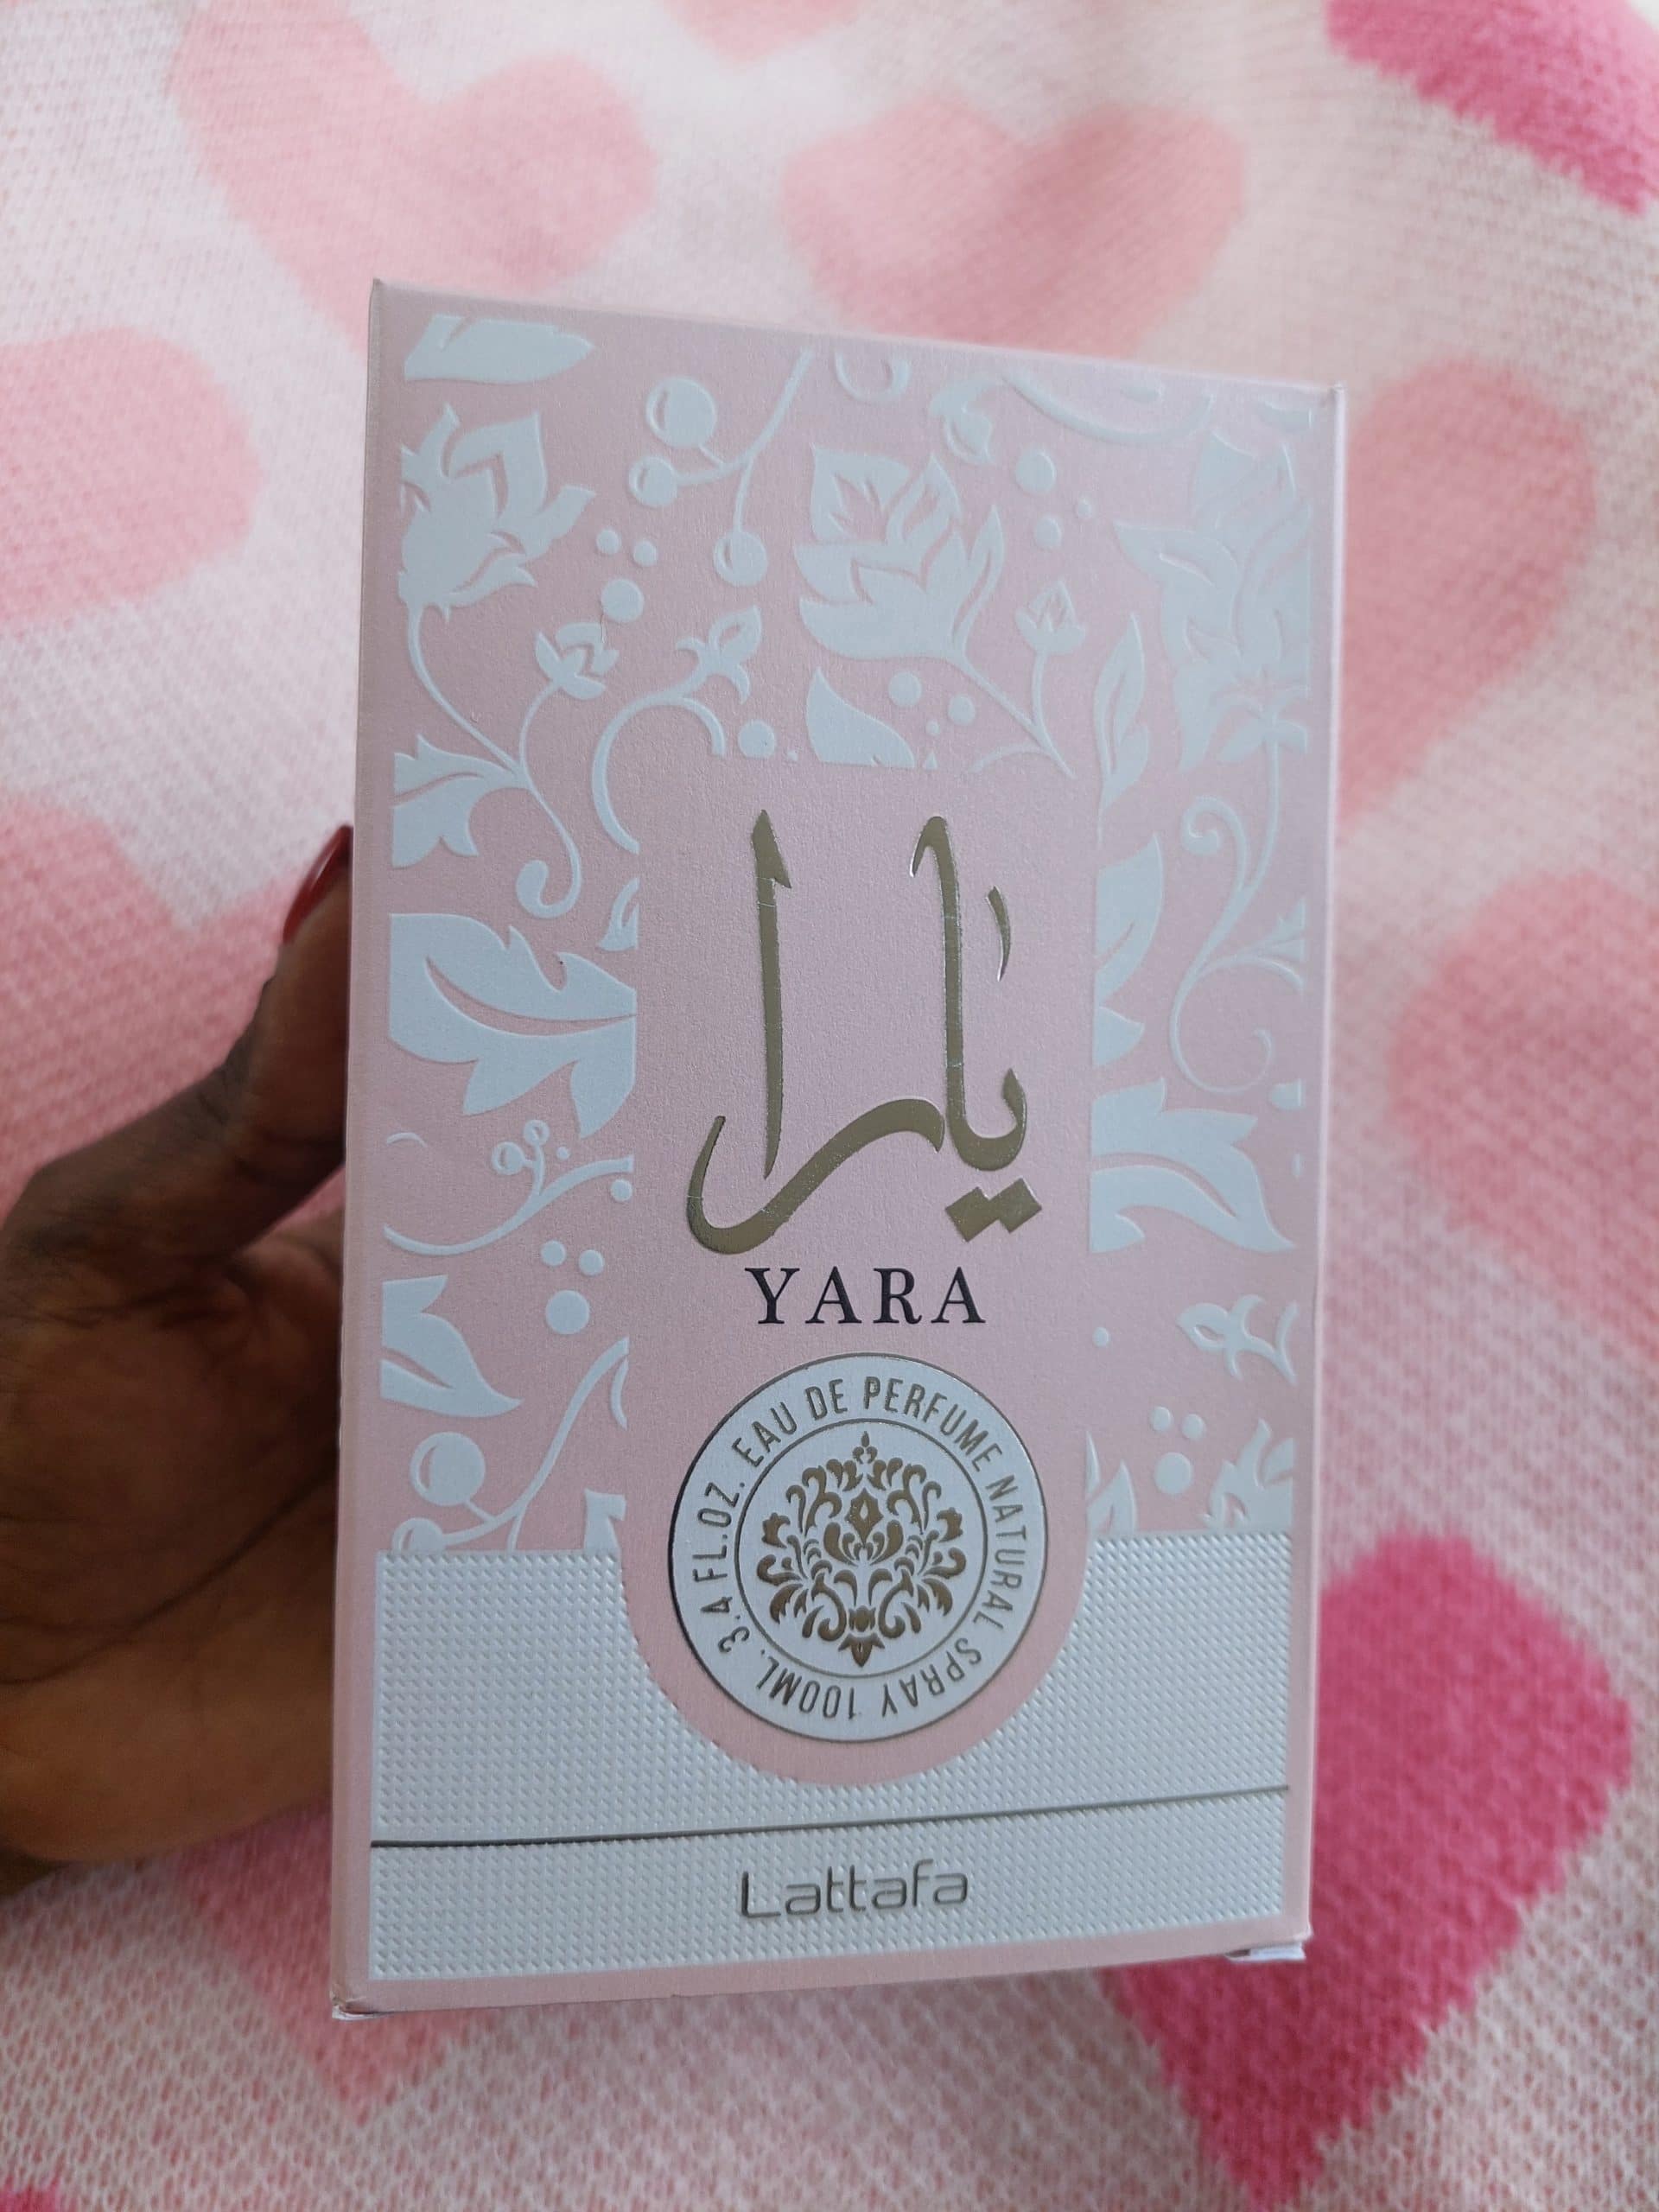 يارا
YARA
EAU DE PERFUME NATURAL SPRAY 100ML. 3.4 FL.OZ.
Lattafa